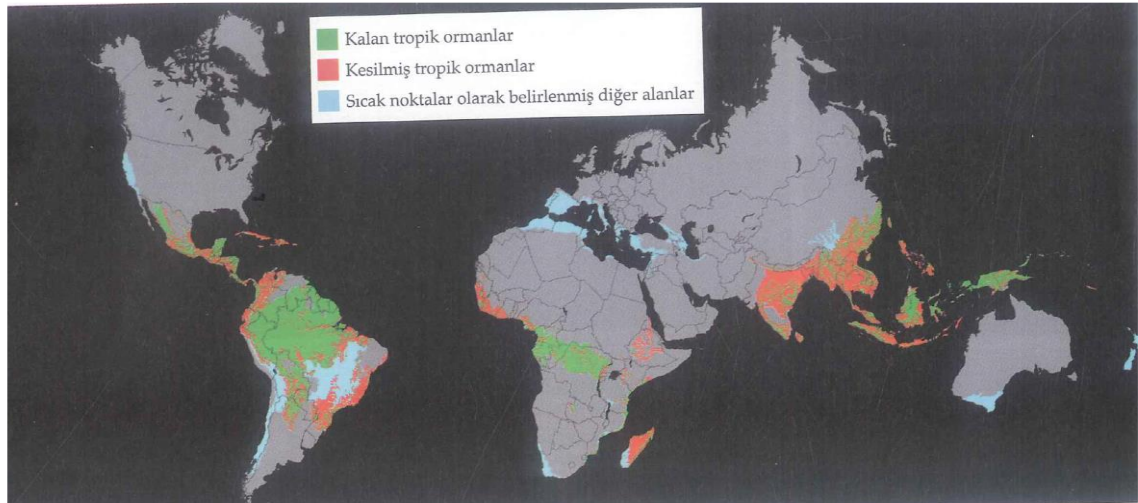 Kalan tropik ormanlar
Kesilmiş tropik ormanlar
Sıcak noktalar olarak belirlenmiş diğer alanlar